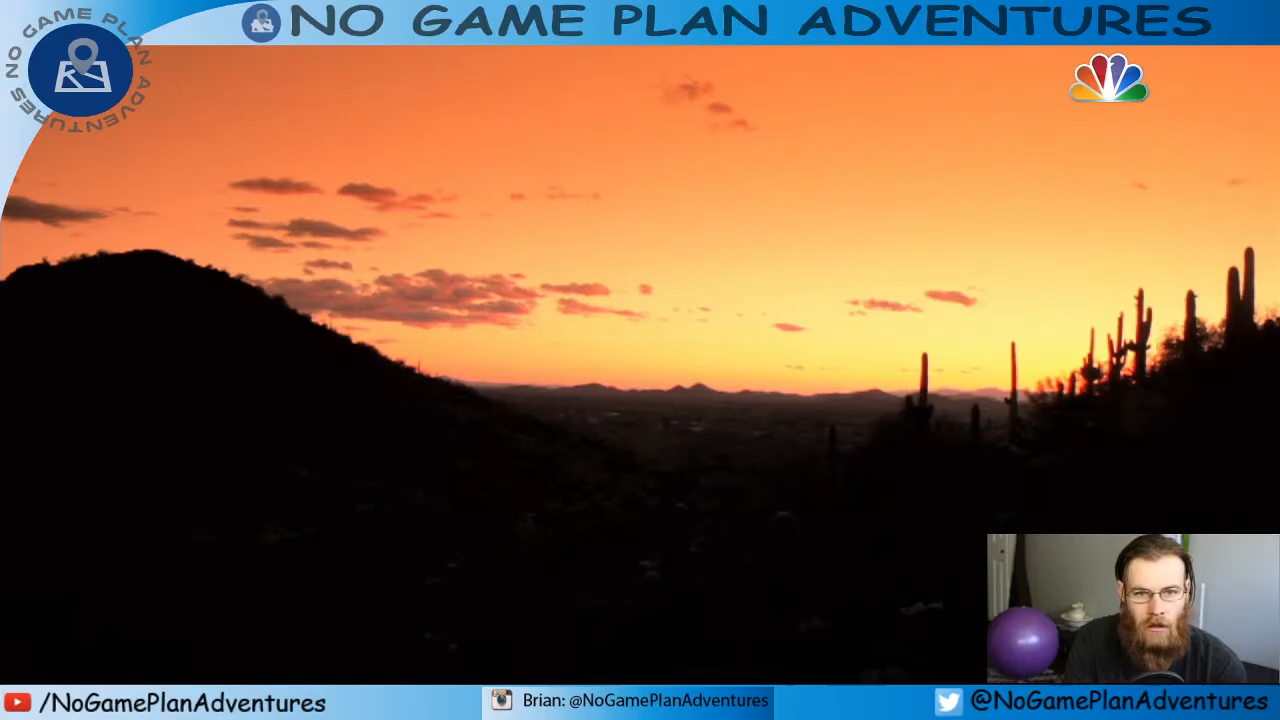 NO GAME PLAN ADVENTURES
NO GAME PLAN ADVENTURES
/NoGamePlanAdventures
Brian: @NoGamePlanAdventures
@NoGamePlanAdventures